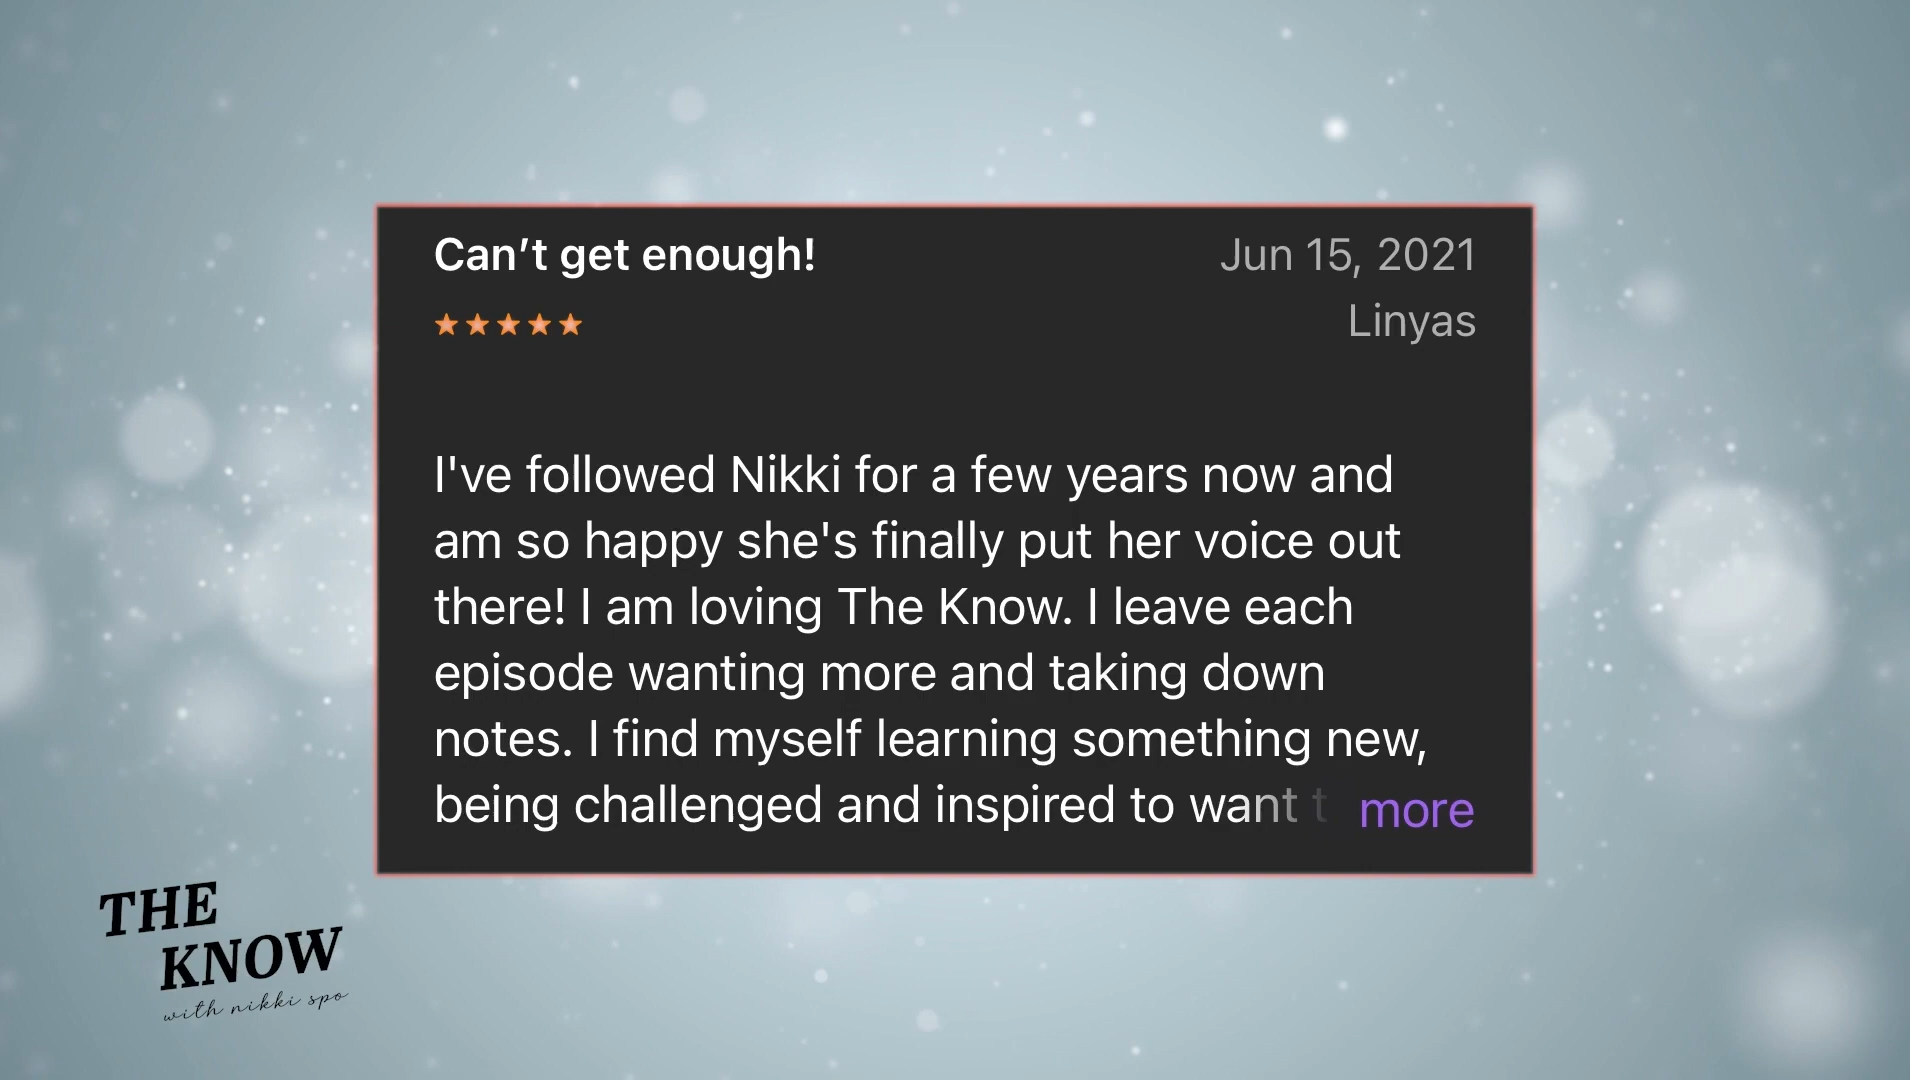 Can’t get enough!
Jun 15, 2021
Linyas
I've followed Nikki for a few years now and
am so happy she's finally put her voice out
there! I am loving The Know. I leave each
episode wanting more and taking down
notes. I find myself learning something new,
being challenged and inspired to want t more
THE
KNOW
with nikki spo